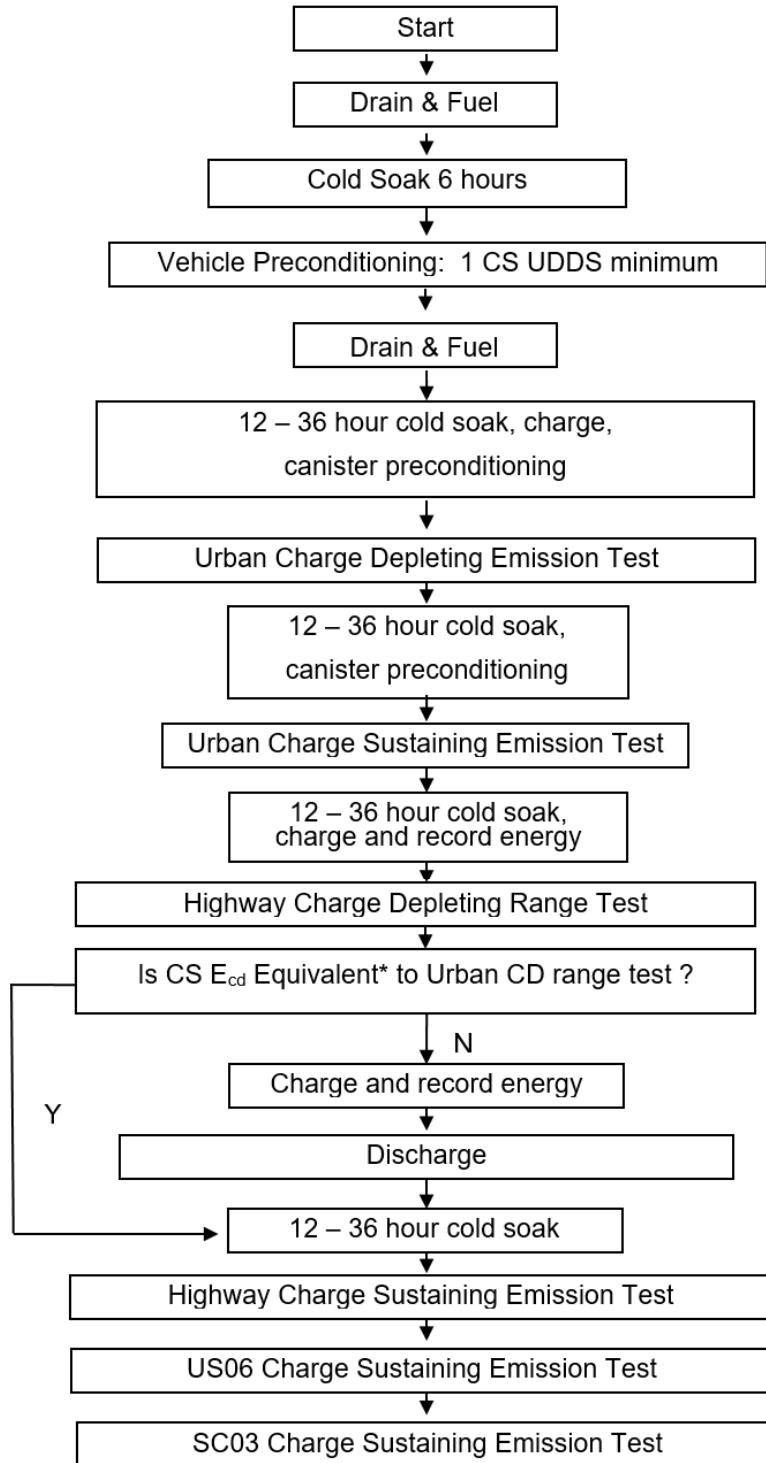 Start
Drain & Fuel
Cold Soak 6 hours
Vehicle Preconditioning:  1 CS UDDS minimum
Drain & Fuel
12 – 36 hour cold soak, charge,
canister preconditioning
Urban Charge Depleting Emission Test
12 – 36 hour cold soak,
canister preconditioning
Urban Charge Sustaining Emission Test
12 – 36 hour cold soak,
charge and record energy
Highway Charge Depleting Range Test
Is CS Ecd Equivalent* to Urban CD range test ?
N
Charge and record energy
Y
Discharge
12 – 36 hour cold soak
Highway Charge Sustaining Emission Test
US06 Charge Sustaining Emission Test
SC03 Charge Sustaining Emission Test